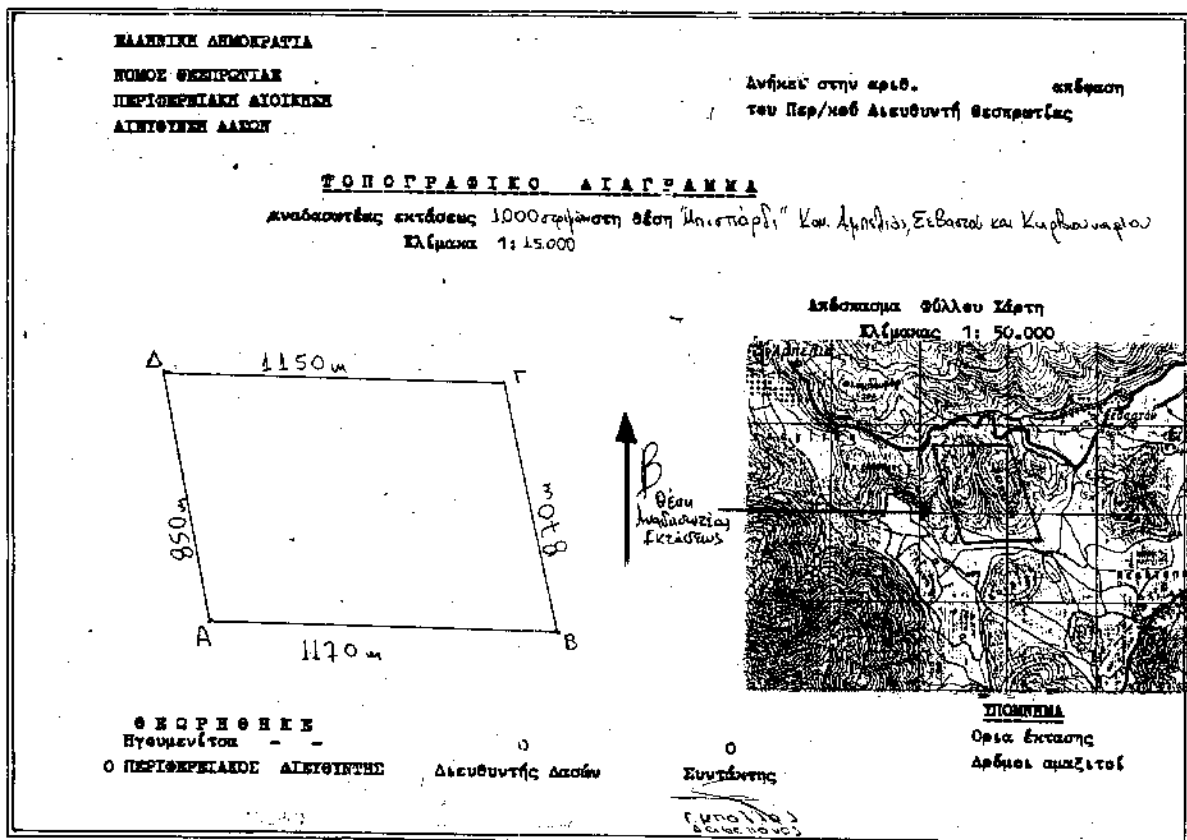 ΕΛΛΗΝΙΚΗ ΔΗΜΟΚΡΑΤΙΑ
ΝΟΜΟΣ ΘΕΣΠΡΩΤΙΑΣ
ΠΕΡΙΦΕΡΕΙΑΚΗ ΔΙΟΙΚΗΣΗ
ΔΙΕΥΘΥΝΣΗ ΔΑΣΩΝ
Ανήκει στην αριθ. απόφαση
του Περ/κού Διευθυντή Θεσπρωτίας
ΤΟΠΟΓΡΑΦΙΚΟ ΔΙΑΓΡΑΜΜΑ
Αναδασωτέας εκτάσεως 1000 στρεμ. στη θέση "Μπιστιάρδι" Κοιν. Αμπελιάς, Σεβαστού και Καρβουναρίου
Κλίμακα 1: 15.000
Απόσπασμα Φύλλου Χάρτη
Κλίμακας 1: 50.000
Δ
1150 m
Γ
850 m
870 m
Β
Θέση
Αναδασωτέας
Εκτάσεως
Α
1170 m
Β
ΥΠΟΜΝΗΜΑ
Ορια έκτασης
Δρόμοι αμαξιτοί
ΘΕΩΡΗΘΗΚΕ
Ηγουμενίτσα - -
Ο ΠΕΡΙΦΕΡΕΙΑΚΟΣ ΔΙΕΥΘΥΝΤΗΣ
Ο
Διευθυντής Δασών
Ο
Συντάκτης